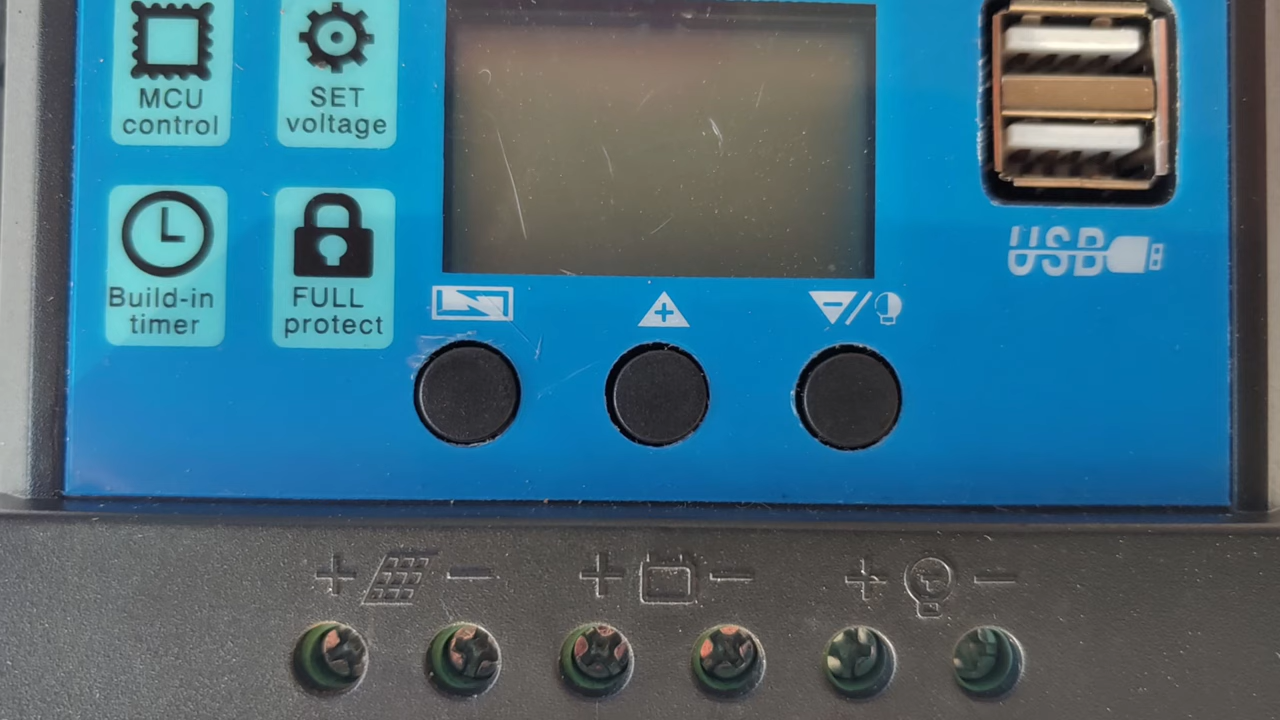 MCU
control
SET
voltage
Build-in
timer
FULL
protect
USB